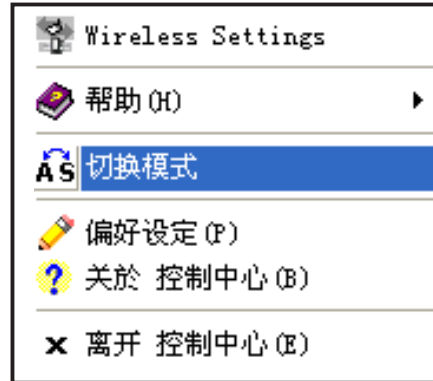 Wireless Settings
帮助(H)
AS 切换模式
偏好设定(P)
? 关於 控制中心(B)
x 离开 控制中心(E)